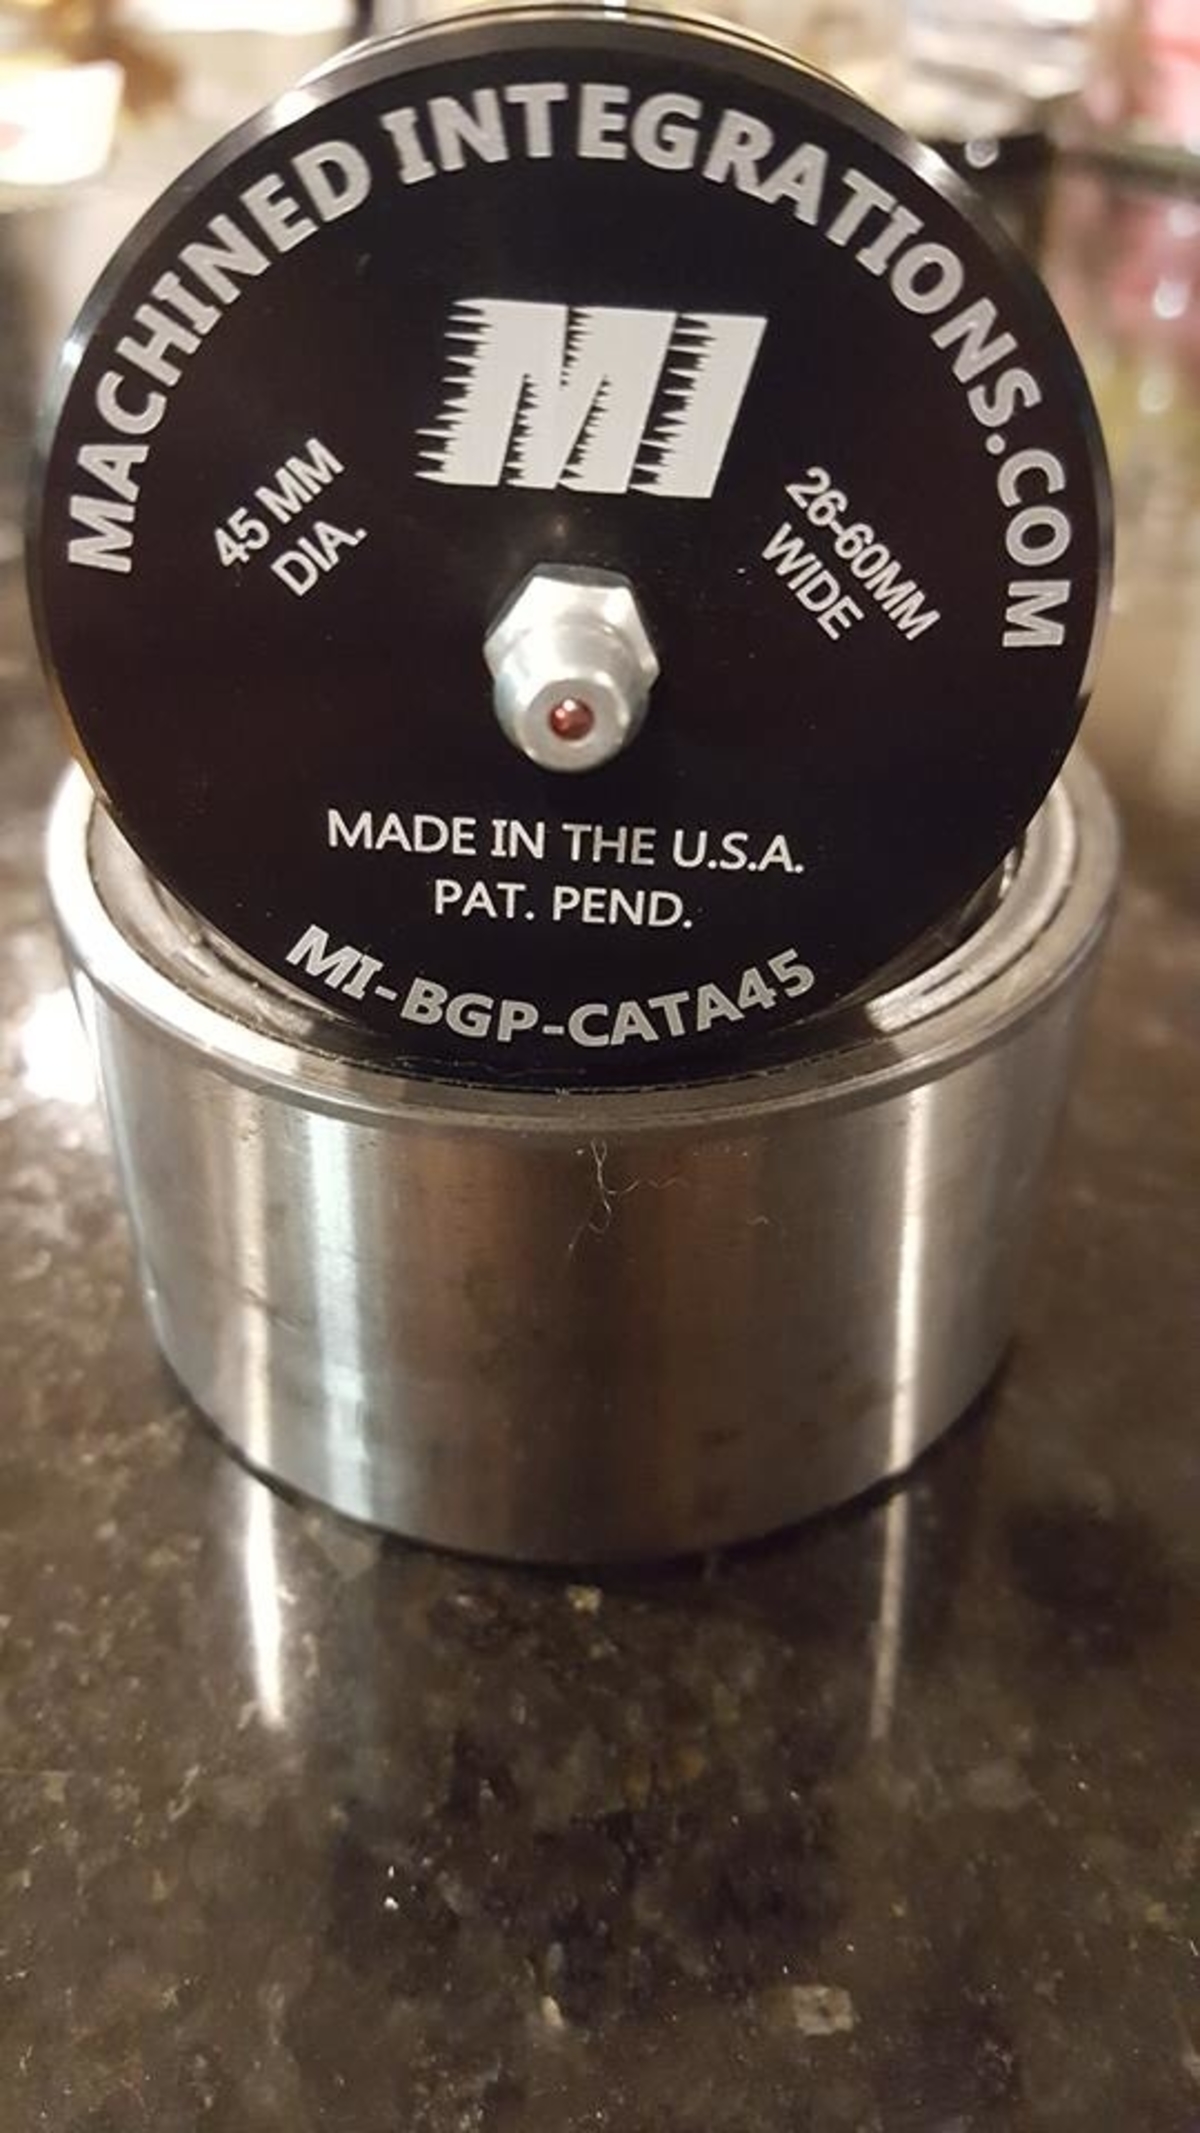 MACHINED INTEGRATIONS.COM
MI
45 MM
DIA.
26-60MM
WIDE
MADE IN THE U.S.A.
PAT. PEND.
MI-BGP-CATA45